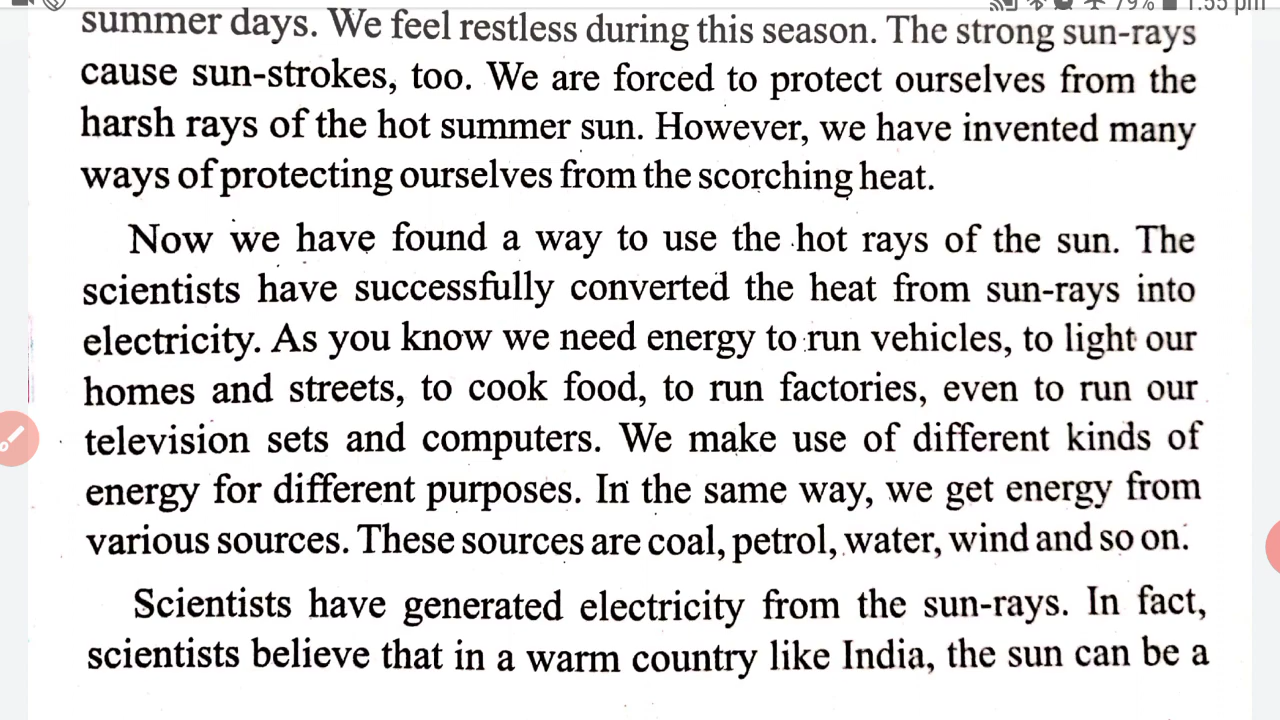 79% 1:55 pm
summer days. We feel restless during this season. The strong sun-rays
cause sun-strokes, too. We are forced to protect ourselves from the
harsh rays of the hot summer sun. However, we have invented many
ways of protecting ourselves from the scorching heat.
Now we have found a way to use the hot rays of the sun. The
scientists have successfully converted the heat from sun-rays into
electricity. As you know we need energy to run vehicles, to light our
homes and streets, to cook food, to run factories, even to run our
television sets and computers. We make use of different kinds of
energy for different purposes. In the same way, we get energy from
various sources. These sources are coal, petrol, water, wind and so on.
Scientists have generated electricity from the sun-rays. In fact,
scientists believe that in a warm country like India, the sun can be a